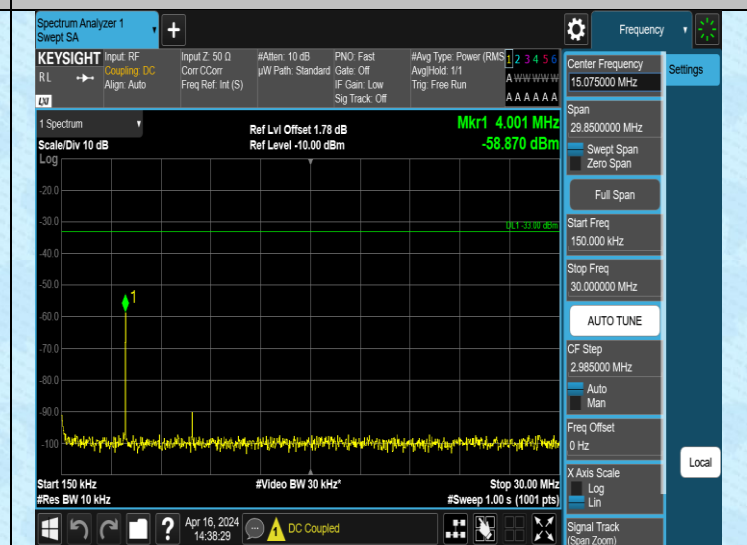 Spectrum Analyzer 1
Swept SA
Frequency
KEYSIGHT
RL
LXI
Input: RF
Coupling: DC
Align: Auto
Input Z: 50 Ω
Corr CCorr
Freq Ref: Int (S)
#Atten: 10 dB
µW Path: Standard
PNO: Fast
Gate: Off
IF Gain: Low
Sig Track: Off
#Avg Type: Power (RMS
Avg|Hold: 1/1
Trig: Free Run
1 2 3 4 5 6
A W W W W W
A A A A A A
1 Spectrum
Scale/Div 10 dB
Log
Ref Lvl Offset 1.78 dB
Ref Level -10.00 dBm
Mkr1 4.001 MHz
-58.870 dBm
-20.0
-30.0
DL1 -33.00 dBm
-40.0
-50.0
1
-60.0
-70.0
-80.0
-90.0
-100
Start 150 kHz
#Res BW 10 kHz
#Video BW 30 kHz*
Stop 30.00 MHz
#Sweep 1.00 s (1001 pts)
Apr 16, 2024
14:38:29
DC Coupled
Center Frequency
15.075000 MHz
Settings
Span
29.8500000 MHz
Swept Span
Zero Span
Full Span
Start Freq
150.000 kHz
Stop Freq
30.000000 MHz
AUTO TUNE
CF Step
2.985000 MHz
Auto
Man
Freq Offset
0 Hz
Local
X Axis Scale
Log
Lin
Signal Track
(Span Zoom)